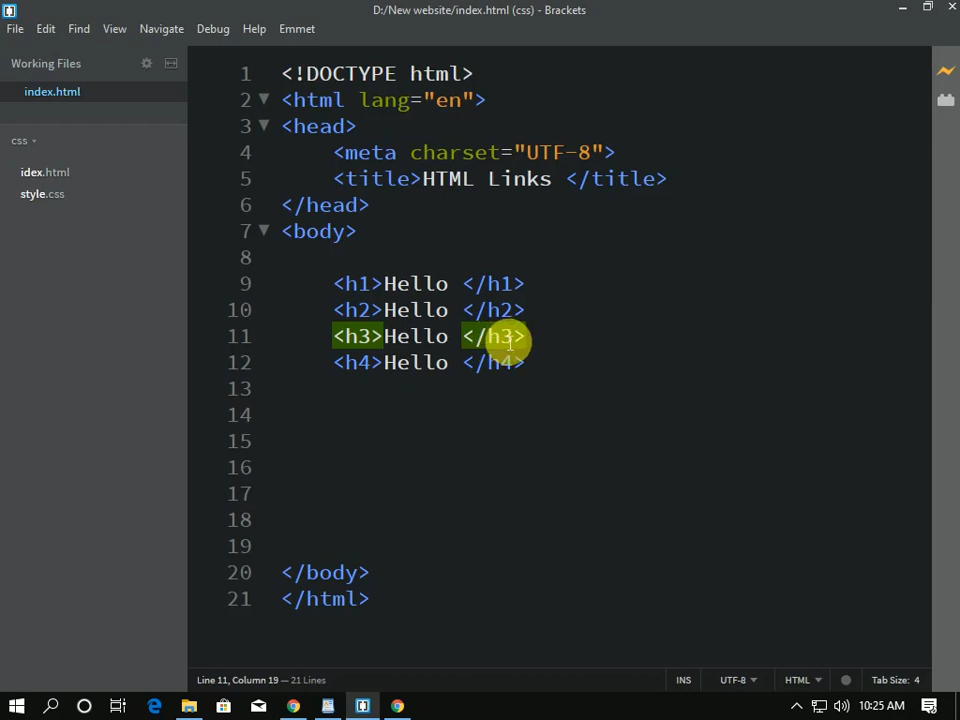 D:/New website/index.html (css) - Brackets
File Edit Find View Navigate Debug Help Emmet
Working Files
index.html
css
idex.html
style.css
1 <!DOCTYPE html>
2 <html lang="en">
3 <head>
4 <meta charset="UTF-8">
5 <title>HTML Links </title>
6 </head>
7 <body>
8
9 <h1>Hello </h1>
10 <h2>Hello </h2>
11 <h3>Hello </h3>
12 <h4>Hello </h4>
13
14
15
16
17
18
19
20 </body>
21 </html>
Line 11, Column 19 — 21 Lines INS UTF-8 HTML Tab Size: 4
10:25 AM